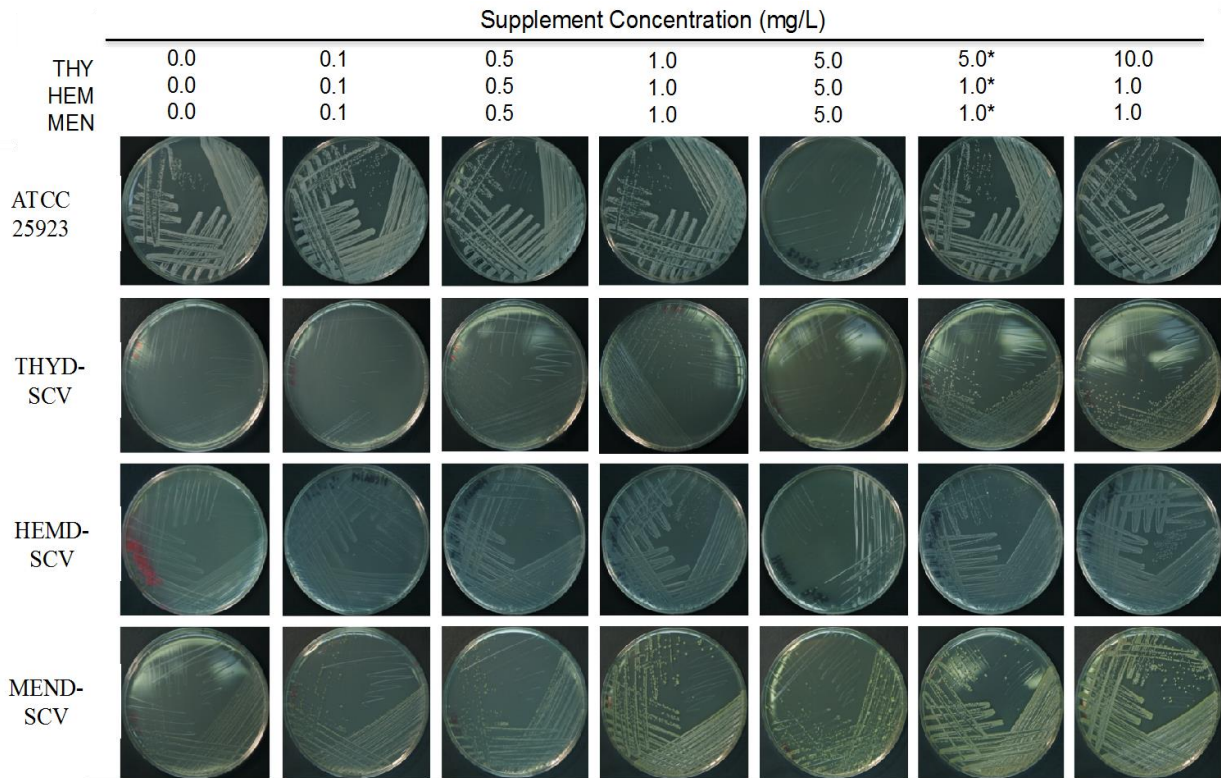 Supplement Concentration (mg/L)
THY 0.0 0.1 0.5 1.0 5.0 5.0* 10.0
HEM 0.0 0.1 0.5 1.0 5.0 1.0* 1.0
MEN 0.0 0.1 0.5 1.0 5.0 1.0* 1.0
ATCC
25923
THYD-
SCV
HEMD-
SCV
MEND-
SCV